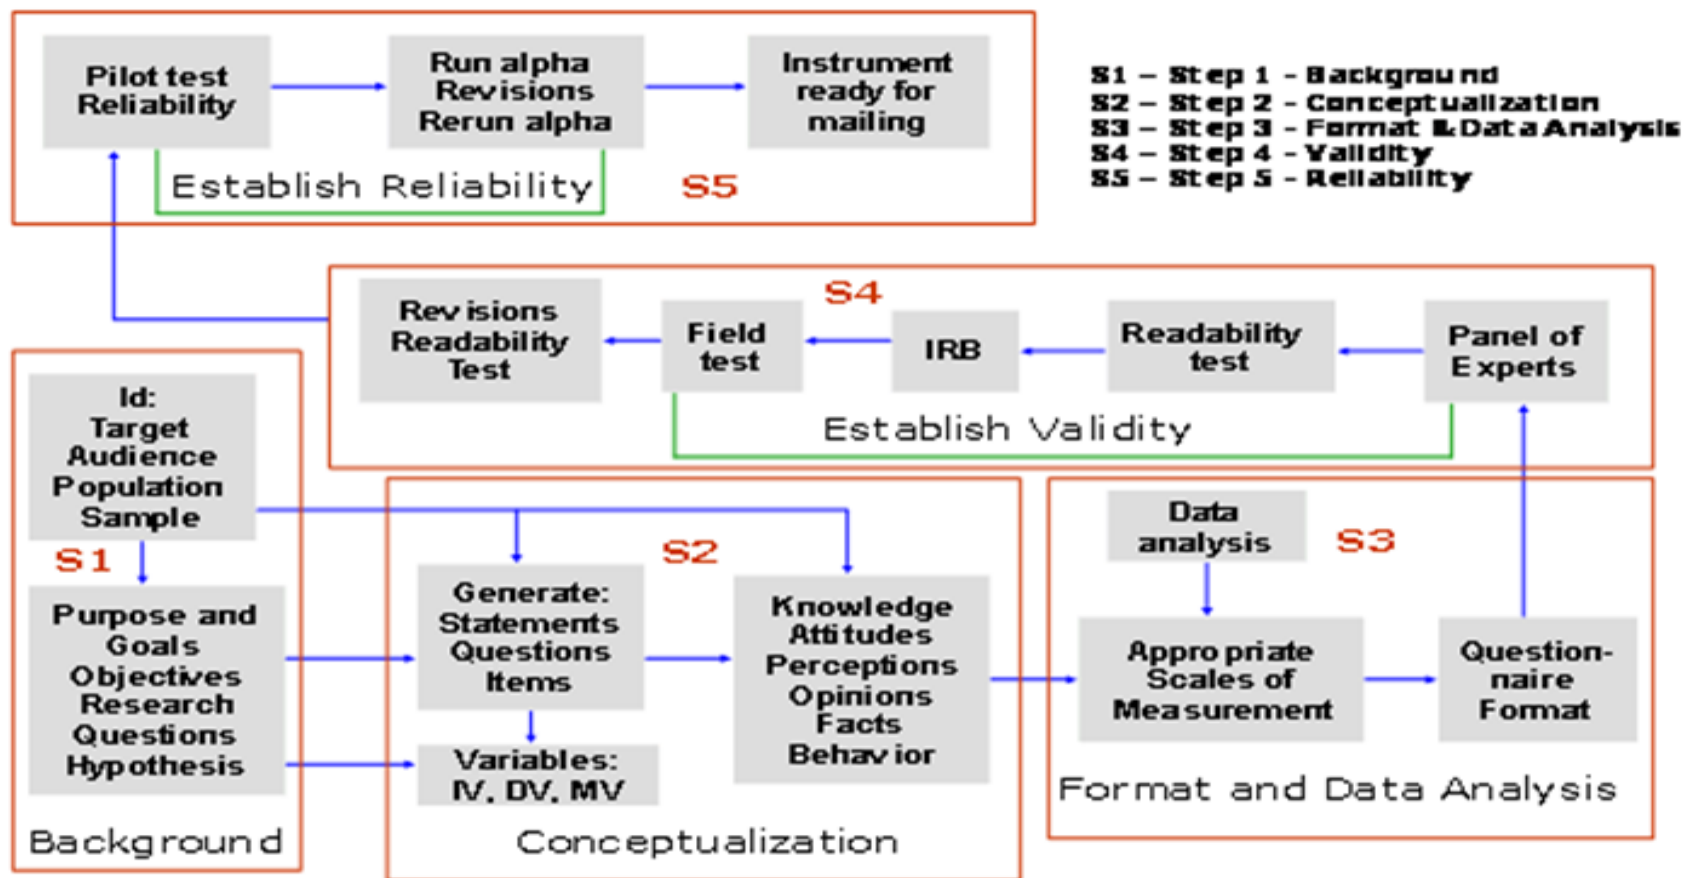 Pilot test
Reliability
Run alpha
Revisions
Rerun alpha
Instrument
ready for
mailing
Establish Reliability
S5
S1 – Step 1 - Background
S2 – Step 2 - Conceptualization
S3 – Step 3 - Format & Data Analysis
S4 – Step 4 - Validity
S5 – Step 5 - Reliability
S4
Revisions
Readability
Test
Field
test
IRB
Readability
test
Panel of
Experts
Establish Validity
Id:
Target
Audience
Population
Sample
S1
Purpose and
Goals
Objectives
Research
Questions
Hypothesis
Background
S2
Generate:
Statements
Questions
Items
Variables:
IV, DV, MV
Knowledge
Attitudes
Perceptions
Opinions
Facts
Behavior
Conceptualization
Data
analysis
S3
Appropriate
Scales of
Measurement
Question-
naire
Format
Format and Data Analysis